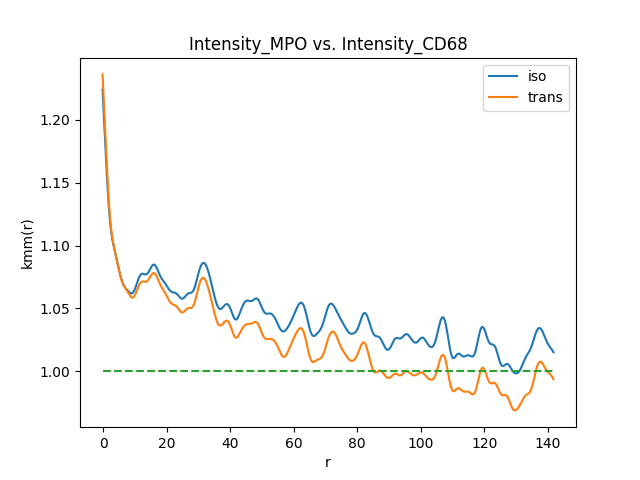 Intensity_MPO vs. Intensity_CD68
iso
trans
1.20
1.15
1.10
1.05
1.00
kmm(r)
0 20 40 60 80 100 120 140
r